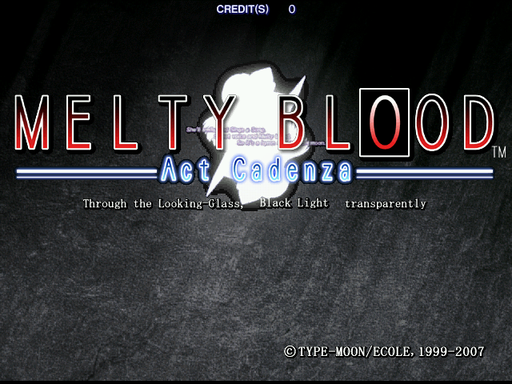 CREDIT(S) 0
MELTY BLOOD TM
Act Cadenza
Through the Looking-Glass, Black Light transparently
©TYPE-MOON/ECOLE, 1999-2007